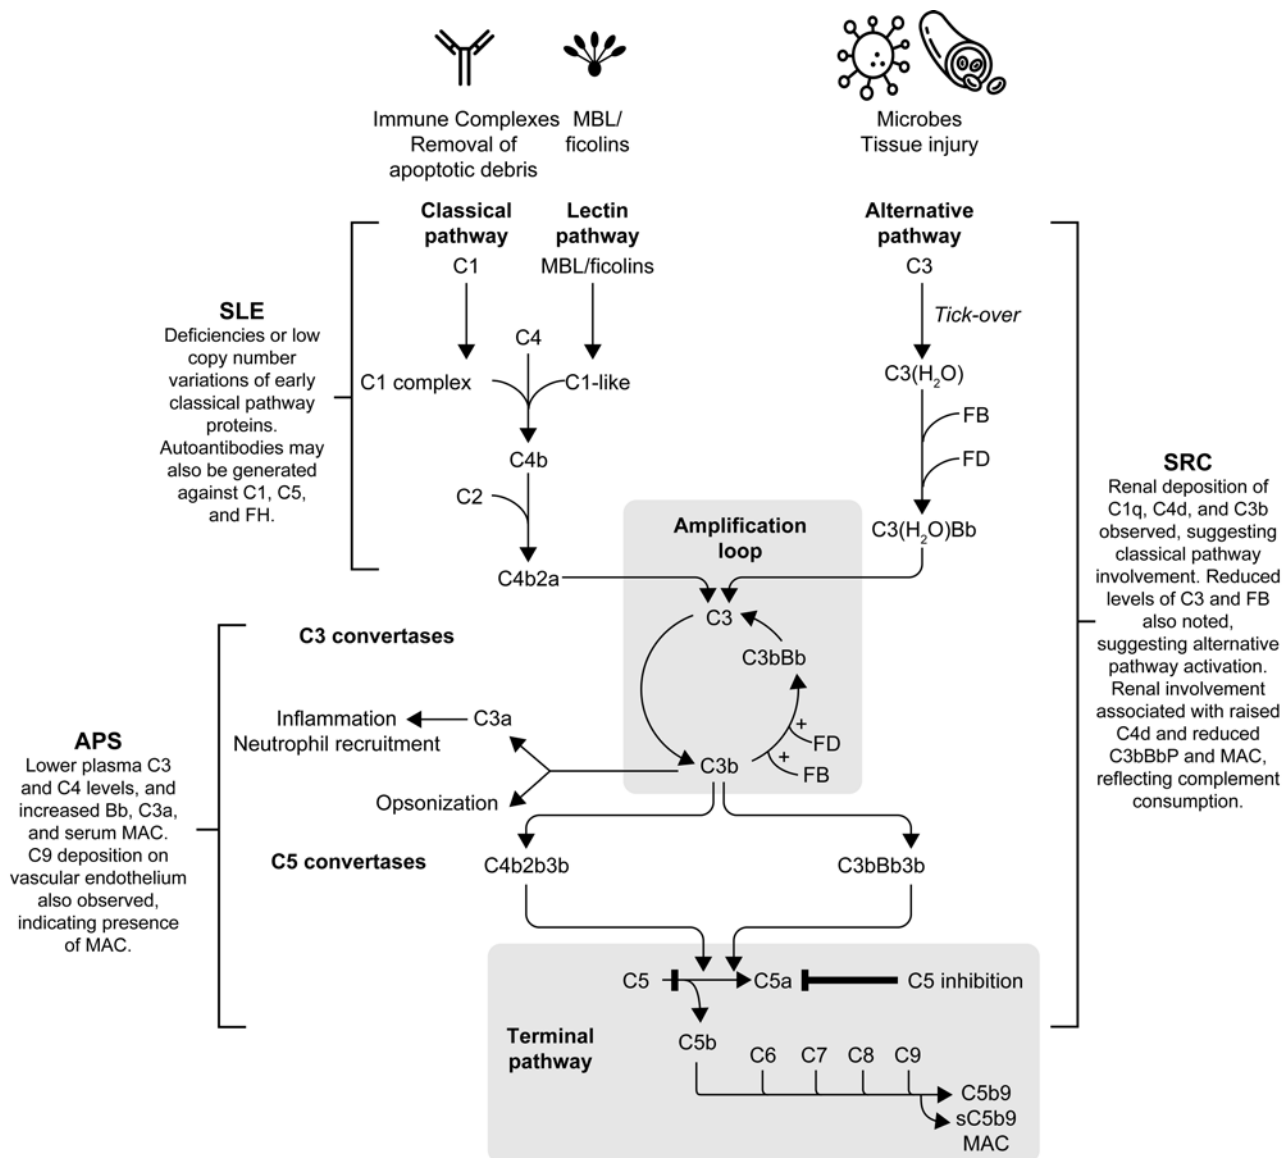 Immune Complexes
Removal of
apoptotic debris
MBL/
ficolins
Microbes
Tissue injury
Classical
pathway
Lectin
pathway
Alternative
pathway
C1
MBL/ficolins
C3
Tick-over
SLE
Deficiencies or low
copy number
variations of early
classical pathway
proteins.
Autoantibodies may
also be generated
against C1, C5,
and FH.
C4
C1 complex
C1-like
C3(H₂O)
FB
FD
C4b
C2
C4b2a
C3(H₂O)Bb
SRC
Renal deposition of
C1q, C4d, and C3b
observed, suggesting
classical pathway
involvement. Reduced
levels of C3 and FB
also noted,
suggesting alternative
pathway activation.
Renal involvement
associated with raised
C4d and reduced
C3bBbP and MAC,
reflecting complement
consumption.
Amplification
loop
C3
C3bBb
+
FD
+
FB
C3b
C3 convertases
Inflammation
Neutrophil recruitment
C3a
Opsonization
APS
Lower plasma C3
and C4 levels, and
increased Bb, C3a,
and serum MAC.
C9 deposition on
vascular endothelium
also observed,
indicating presence
of MAC.
C5 convertases
C4b2b3b
C3bBb3b
C5
C5a
C5 inhibition
Terminal
pathway
C5b
C6
C7
C8
C9
C5b9
sC5b9
MAC